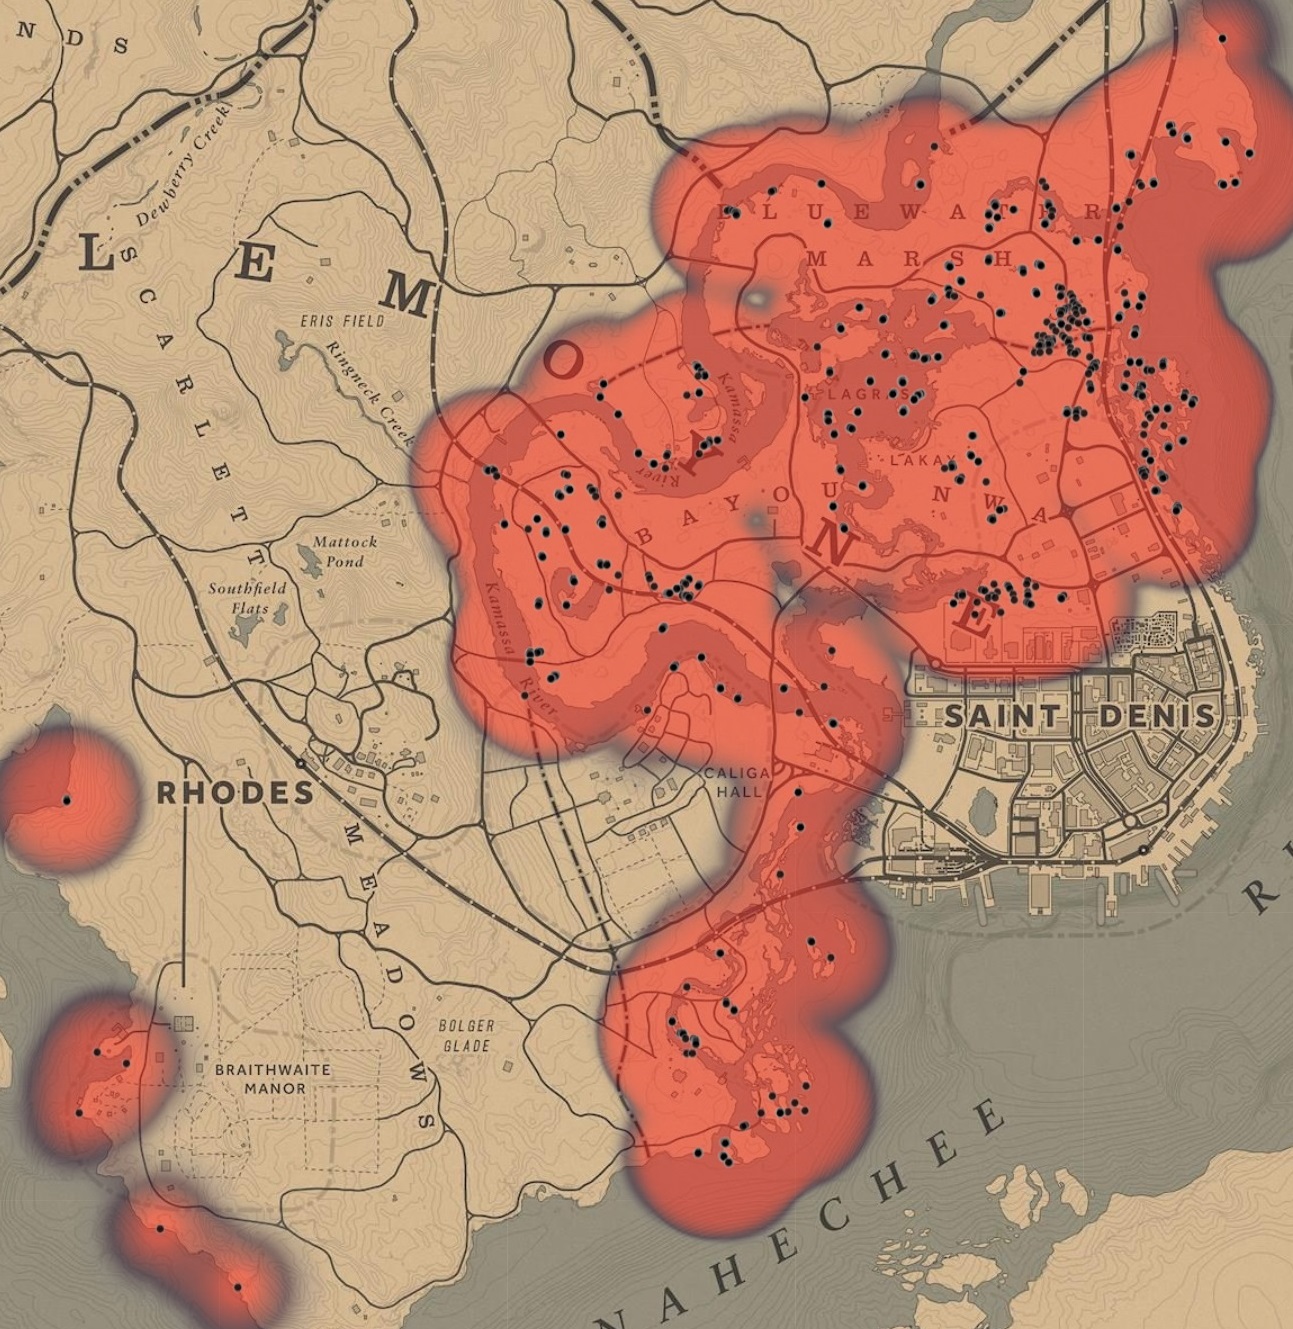 N D S
Dewberry Creek
BLUEWATER
MARSH
LEMOYNE
SCARLETT
MEADOWS
ERIS FIELD
Ringneck Creek
Kamassa
River
LAGRAS
LAKAY
BAYOU NWA
Mattock
Pond
Southfield
Flats
Kamassa River
SAINT DENIS
RHODES
CALIGA
HALL
BOLGER
GLADE
BRAITHWAITE
MANOR
NAHECHEE
R